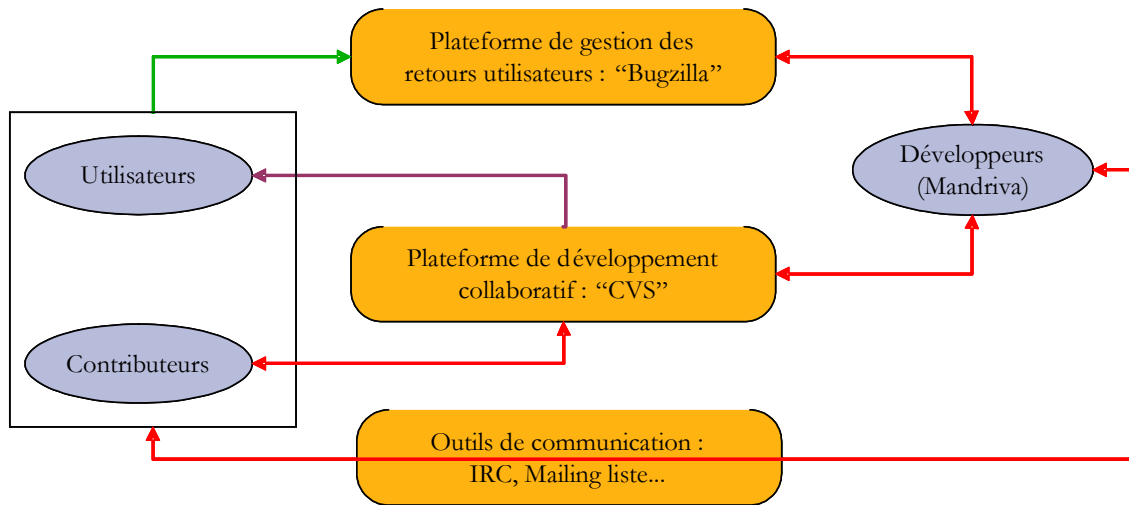 Plateforme de gestion des
retours utilisateurs : “Bugzilla”
Utilisateurs
Développeurs
(Mandriva)
Plateforme de développement
collaboratif : “CVS”
Contributeurs
Outils de communication :
IRC, Mailing liste...